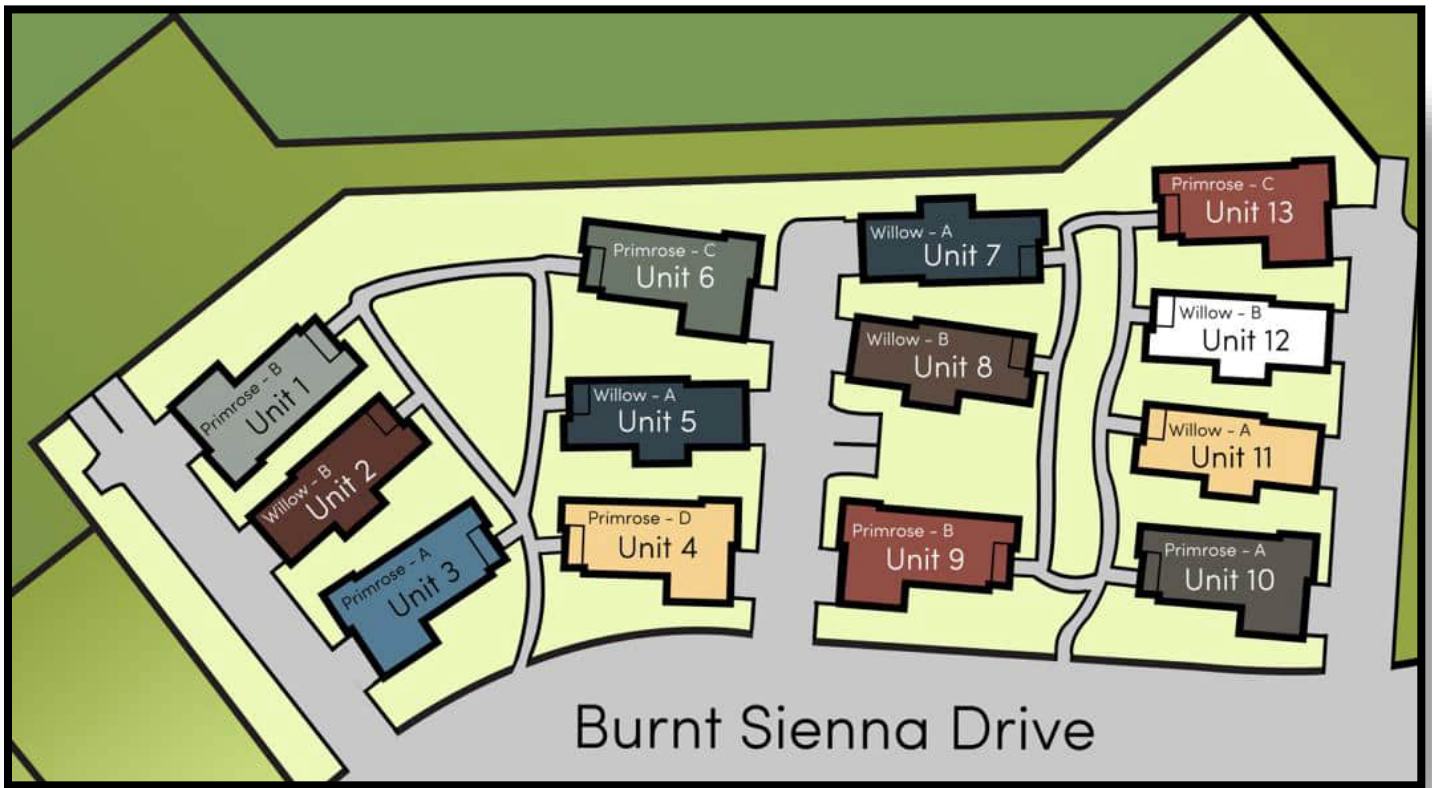 Primrose - B
Unit 1
Willow - B
Unit 2
Primrose - A
Unit 3
Primrose - D
Unit 4
Willow - A
Unit 5
Primrose - C
Unit 6
Willow - A
Unit 7
Willow - B
Unit 8
Primrose - B
Unit 9
Primrose - A
Unit 10
Willow - A
Unit 11
Willow - B
Unit 12
Primrose - C
Unit 13
Burnt Sienna Drive